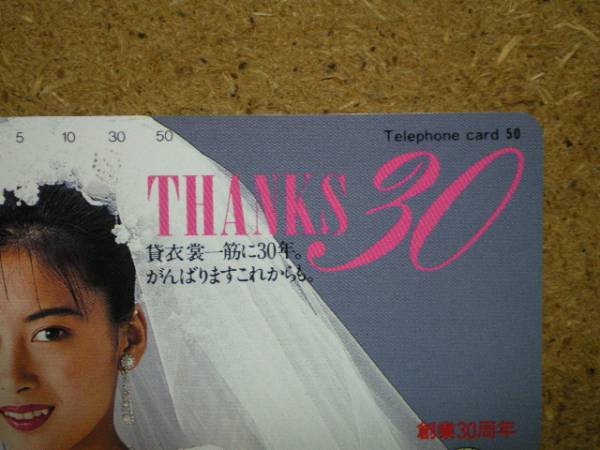 5 10 30 50
Telephone card 50
THANKS 30
貸衣裳一筋に30年。
がんばりますこれからも。
創業30周年